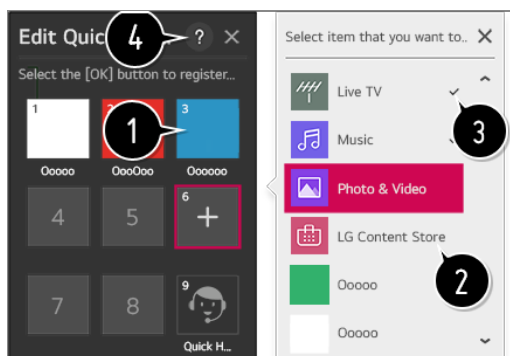 Edit Quic
4
?
Select the [OK] button to register...
1
2
3
1
Ooooo
OooOoo
Oooooo
4
5
6
+
7
8
9
Quick H...
Select item that you want to..
Live TV
3
Music
Photo & Video
LG Content Store
2
Ooooo
Ooooo